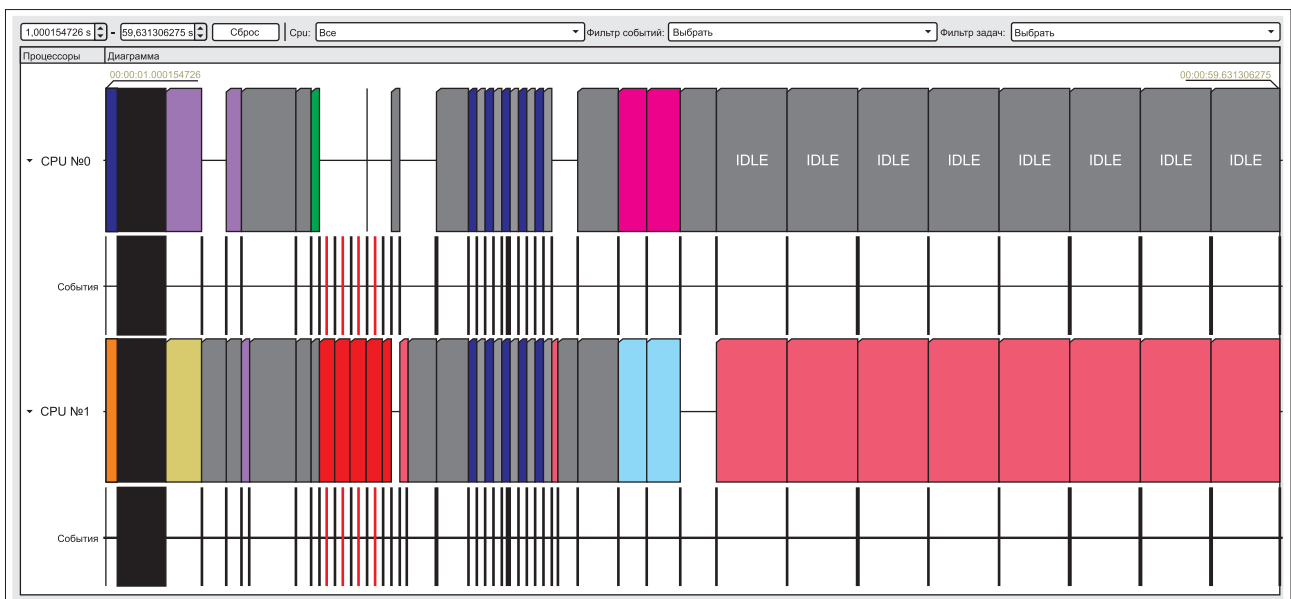 1,000154726 s - 59,631306275 s Сброс Cpu: Все Фильтр событий: Выбрать Фильтр задач: Выбрать
Процессоры Диаграмма
00:00:01.000154726 00:00:59.631306275
CPU №0 IDLE IDLE IDLE IDLE IDLE IDLE IDLE IDLE
События
CPU №1
События